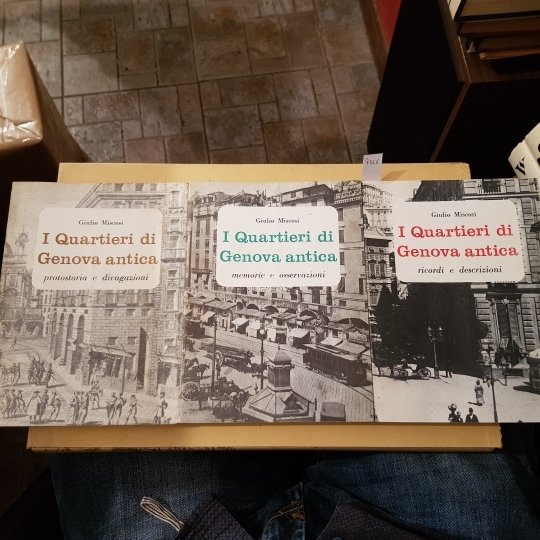 Giulio Miscosi
I Quartieri di
Genova antica
protostoria e divagazioni
Giulio Miscosi
I Quartieri di
Genova antica
memorie e osservazioni
Giulio Miscosi
I Quartieri di
Genova antica
ricordi e descrizioni